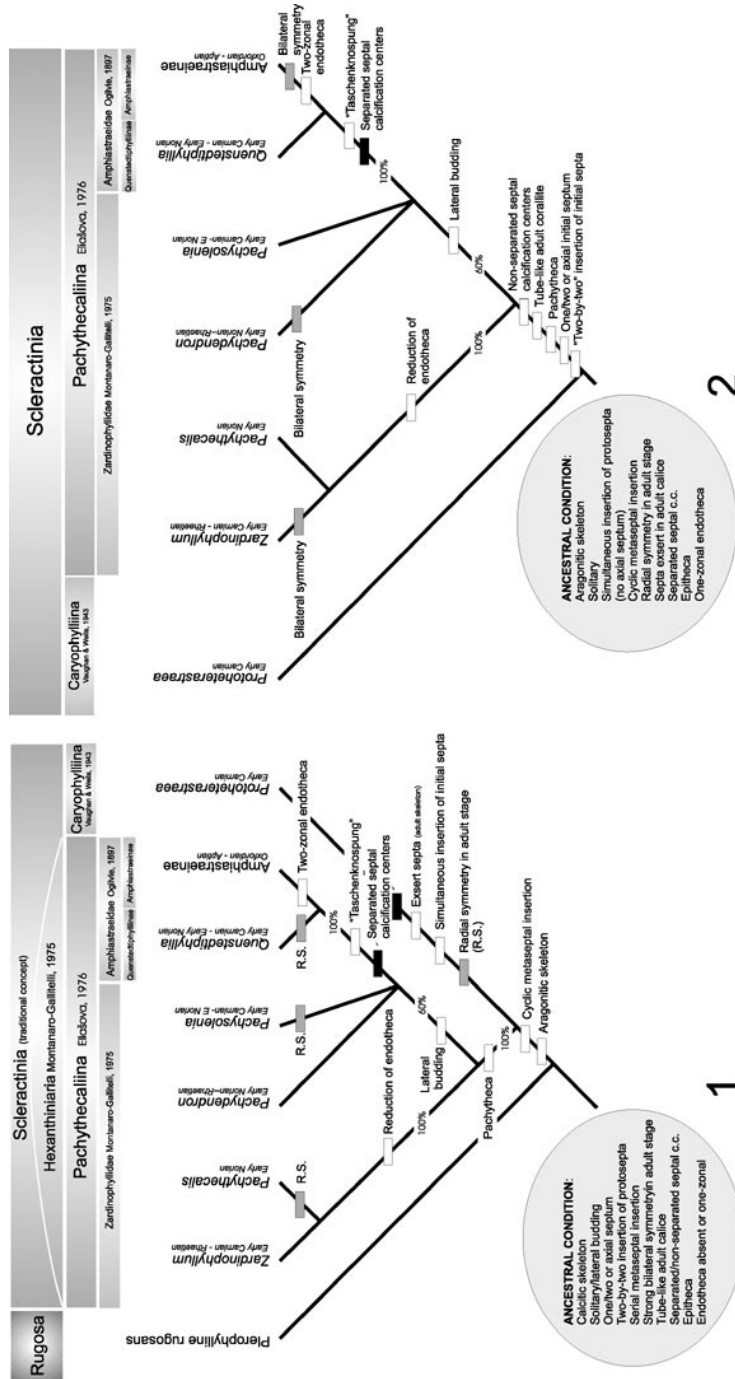 Rugosa
Scleractinia (traditional concept)
Hexanthiniaria Montanaro-Gallitelli, 1975
Pachythecaliina Eliášova, 1976
Caryophylliina
Vaughan & Wells, 1943
Zardinophyllidae Montanaro-Gallitelli, 1975
Amphiastraeidae Ogilvie, 1897
Quenstedtiphylliinae
Amphiastraeinae
Plerophylline rugosans
Zardinophyllum
Early Carnian - Rhaetian
Pachythecalis
Early Norian
Pachydendron
Early Norian–Rhaetian
Pachysolenia
Early Carnian - E. Norian
Quenstedtiphyllia
Early Carnian - Early Norian
Amphiastraeinae
Oxfordian - Aptian
Protoheterastraea
Early Carnian
R.S.
R.S.
R.S.
Two-zonal endotheca
100%
"Taschenknospung"
Separated septal
calcification centers
Exsert septa (adult skeleton)
Simultaneous insertion of initial septa
Radial symmetry in adult stage
(R.S.)
Reduction of endotheca
100%
Lateral
budding
60%
Pachytheca
100%
Cyclic metaseptal insertion
Aragonitic skeleton
ANCESTRAL CONDITION:
Calcitic skeleton
Solitary/lateral budding
One/two or axial septum
Two-by-two insertion of protosepta
Serial metaseptal insertion
Strong bilateral symmetryin adult stage
Tube-like adult calice
Separated/non-separated septal c.c.
Epitheca
Endotheca absent or one-zonal
1
Scleractinia
Caryophylliina
Vaughan & Wells, 1943
Pachythecaliina Eliášova, 1976
Zardinophyllidae Montanaro-Gallitelli, 1975
Amphiastraeidae Ogilvie, 1897
Quenstedtiphylliinae
Amphiastraeinae
Protoheterastraea
Early Carnian
Zardinophyllum
Early Carnian - Rhaetian
Pachythecalis
Early Norian
Pachydendron
Early Norian–Rhaetian
Pachysolenia
Early Carnian - E. Norian
Quenstedtiphyllia
Early Carnian - Early Norian
Amphiastraeinae
Oxfordian - Aptian
Bilateral symmetry
Bilateral symmetry
Bilateral
symmetry
Two-zonal
endotheca
"Taschenknospung"
Separated septal
calcification centers
100%
Reduction of
endotheca
100%
Lateral budding
60%
Non-separated septal
calcification centers
Tube-like adult corallite
Pachytheca
One/two or axial initial septum
"Two-by-two" insertion of initial septa
ANCESTRAL CONDITION:
Aragonitic skeleton
Solitary
Simultaneous insertion of protosepta
(no axial septum)
Cyclic metaseptal insertion
Radial symmetry in adult stage
Septa exsert in adult calice
Separated septal c.c.
Epitheca
One-zonal endotheca
2